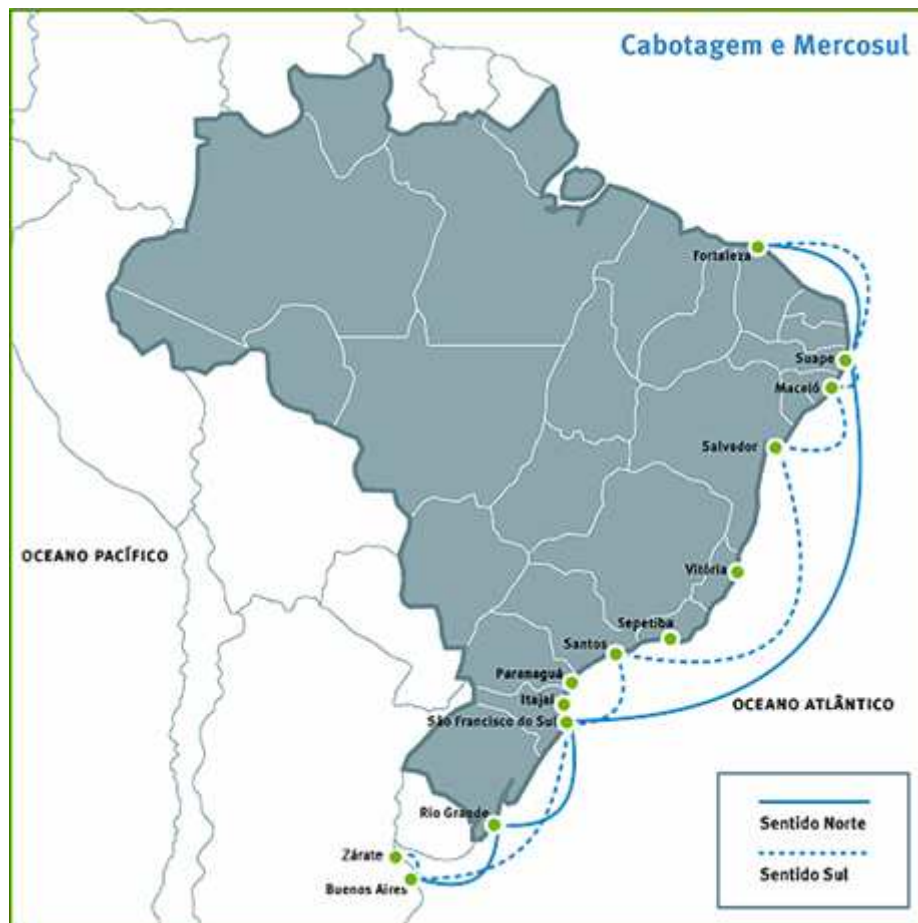 Cabotagem e Mercosul
Fortaleza
Suape
Maceió
Salvador
OCEANO PACÍFICO
Vitória
Sepetiba
Santos
Paranaguá
Itajaí
OCEANO ATLÂNTICO
São Francisco do Sul
Rio Grande
Sentido Norte
Zárate
Sentido Sul
Buenos Aires